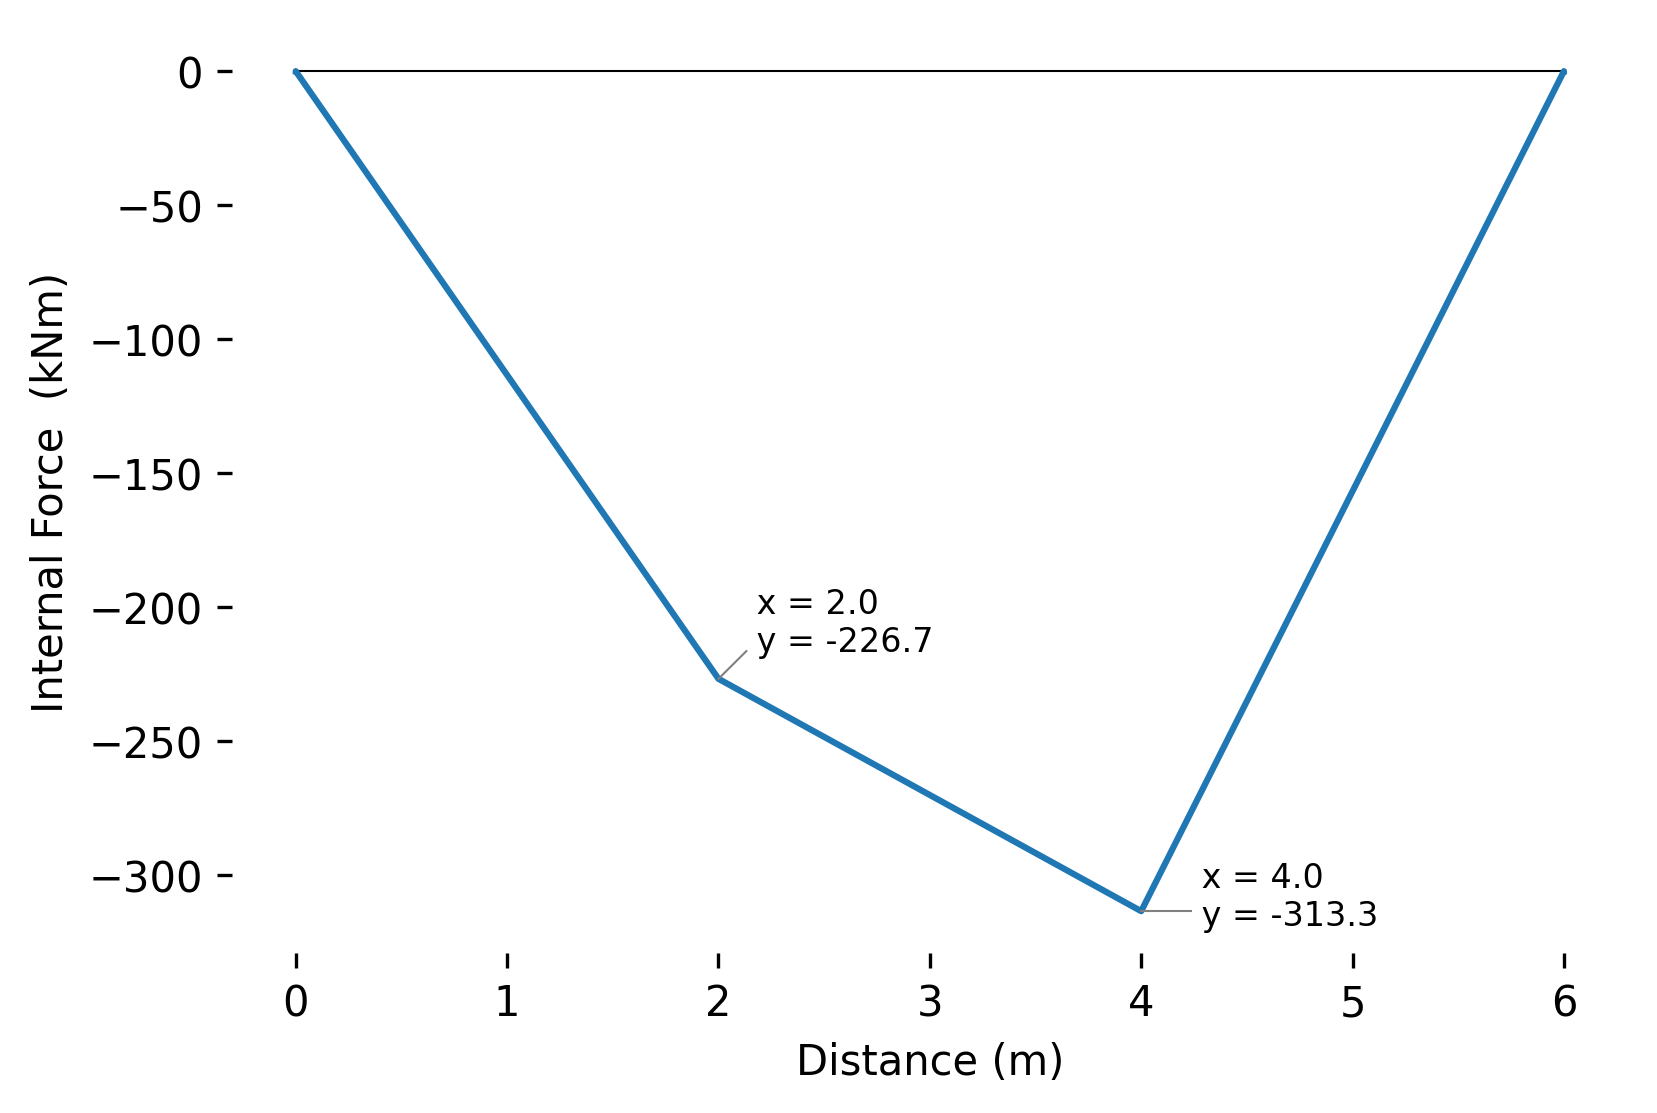 0
−50
−100
−150
−200
−250
−300
Internal Force  (kNm)
x = 2.0
y = -226.7
x = 4.0
y = -313.3
0 1 2 3 4 5 6
Distance (m)